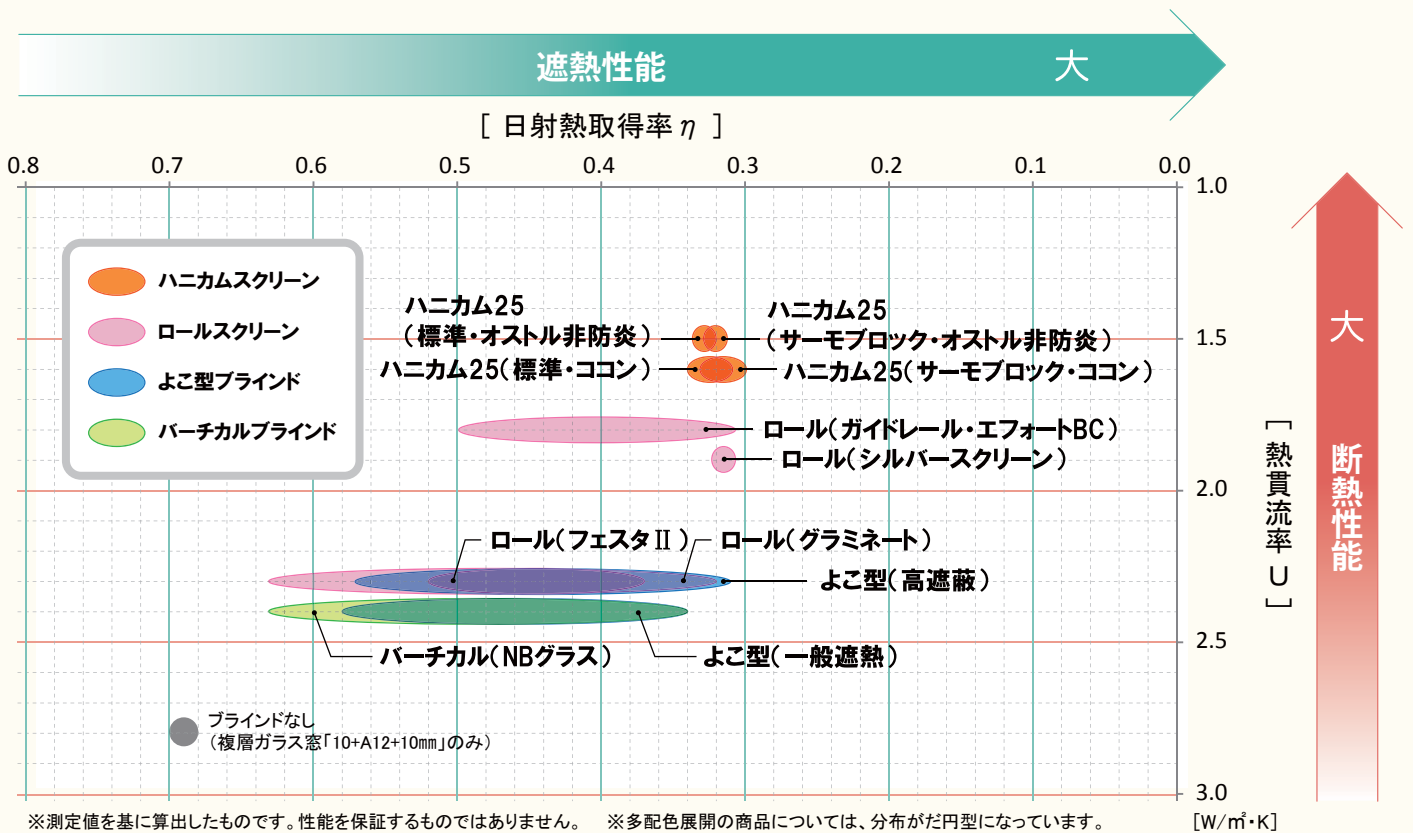 遮熱性能 大
[ 日射熱取得率η ]
0.8 0.7 0.6 0.5 0.4 0.3 0.2 0.1 0.0
1.0
1.5
2.0
2.5
3.0
ハニカムスクリーン
ロールスクリーン
よこ型ブラインド
バーチカルブラインド
ハニカム25
(標準・オストル非防炎)
ハニカム25
(サーモブロック・オストル非防炎)
ハニカム25(標準・ココン)
ハニカム25(サーモブロック・ココン)
ロール(ガイドレール・エフォートBC)
ロール(シルバースクリーン)
ロール(フェスタⅡ)
ロール(グラミネート)
よこ型(高遮蔽)
バーチカル(NBグラス)
よこ型(一般遮熱)
ブラインドなし
(複層ガラス窓「10+A12+10㎜」のみ)
大
断熱性能
[ 熱貫流率 U ]
[W/㎡・K]
※測定値を基に算出したものです。性能を保証するものではありません。 ※多配色展開の商品については、分布がだ円型になっています。